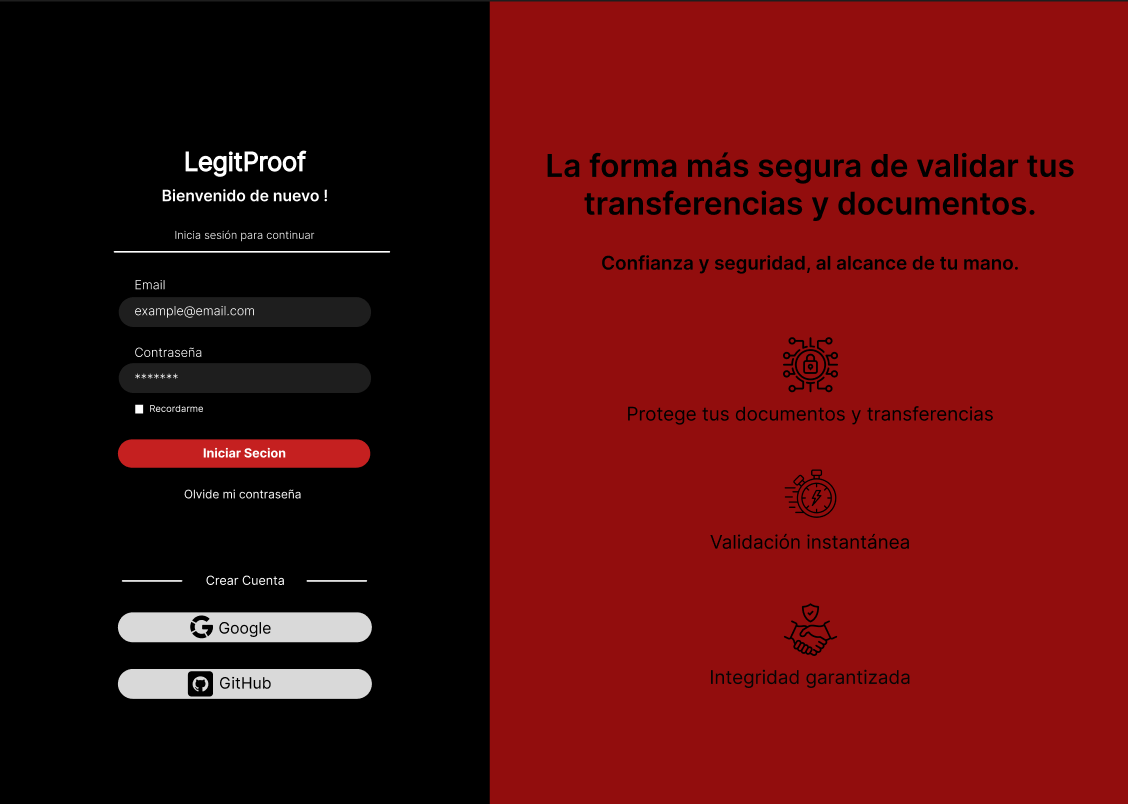 LegitProof
Bienvenido de nuevo !
Inicia sesión para continuar
Email
example@email.com
Contraseña
*******
Recordarme
Iniciar Secion
Olvide mi contraseña
Crear Cuenta
Google
GitHub
La forma más segura de validar tus
transferencias y documentos.
Confianza y seguridad, al alcance de tu mano.
Protege tus documentos y transferencias
Validación instantánea
Integridad garantizada